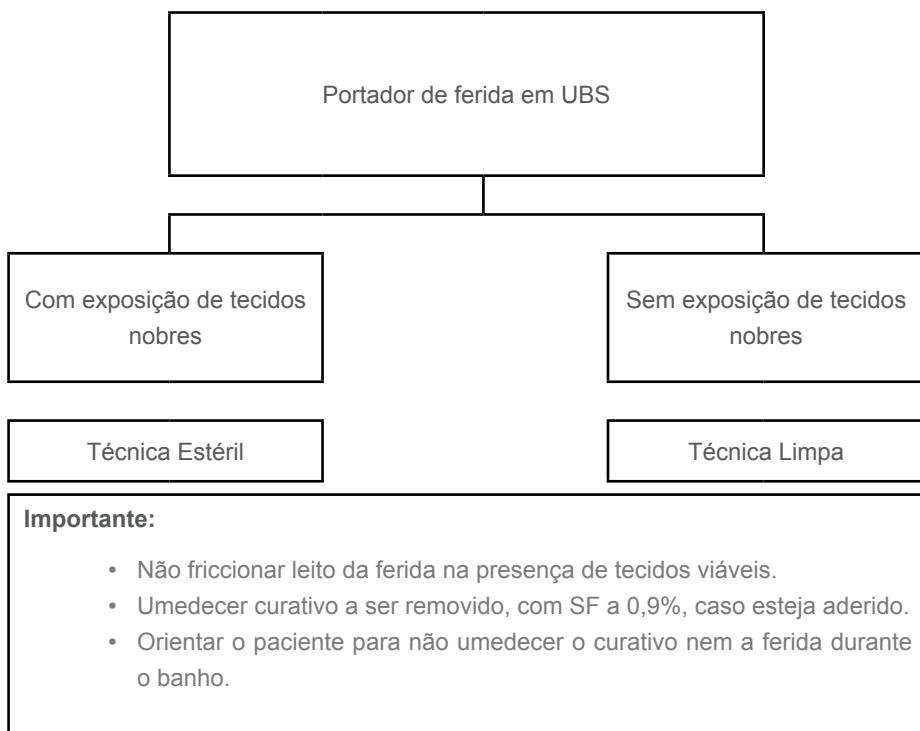 Portador de ferida em UBS
Com exposição de tecidos
nobres
Sem exposição de tecidos
nobres
Técnica Estéril
Técnica Limpa
Importante:
• Não friccionar leito da ferida na presença de tecidos viáveis.
• Umedecer curativo a ser removido, com SF a 0,9%, caso esteja aderido.
• Orientar o paciente para não umedecer o curativo nem a ferida durante
o banho.